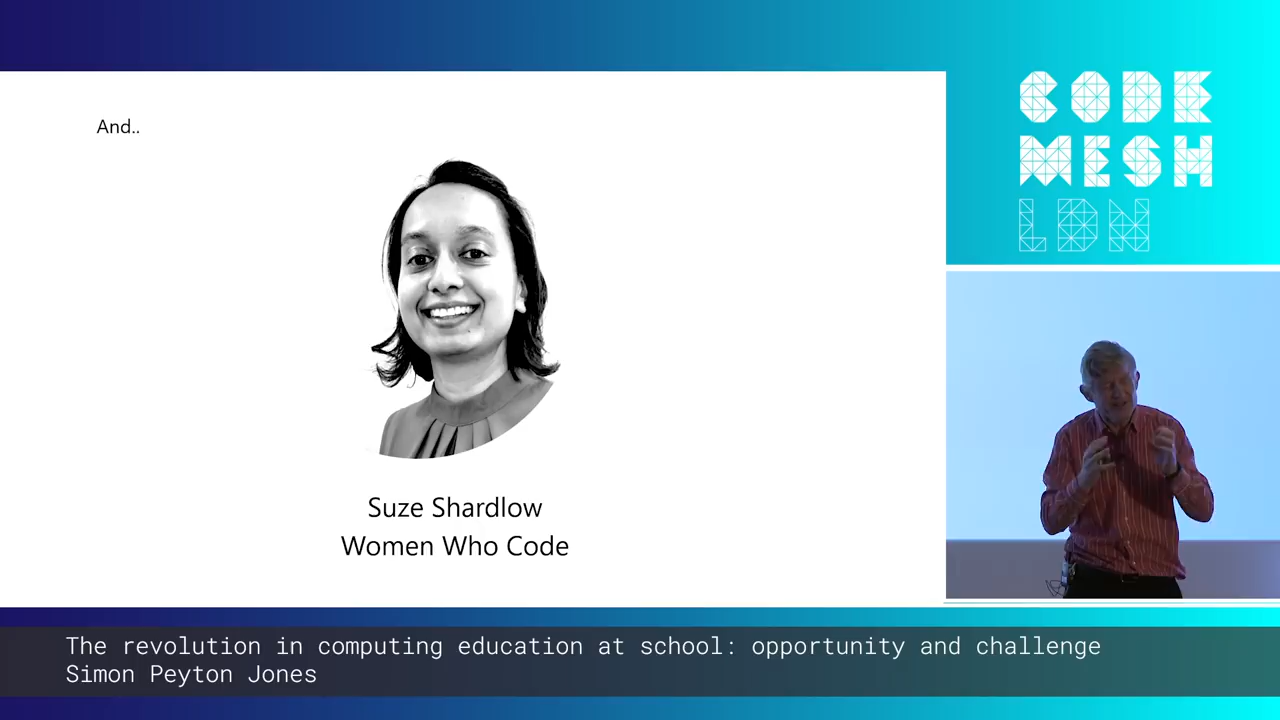 And..
Suze Shardlow
Women Who Code
CODE
MESH
LDN
The revolution in computing education at school: opportunity and challenge
Simon Peyton Jones